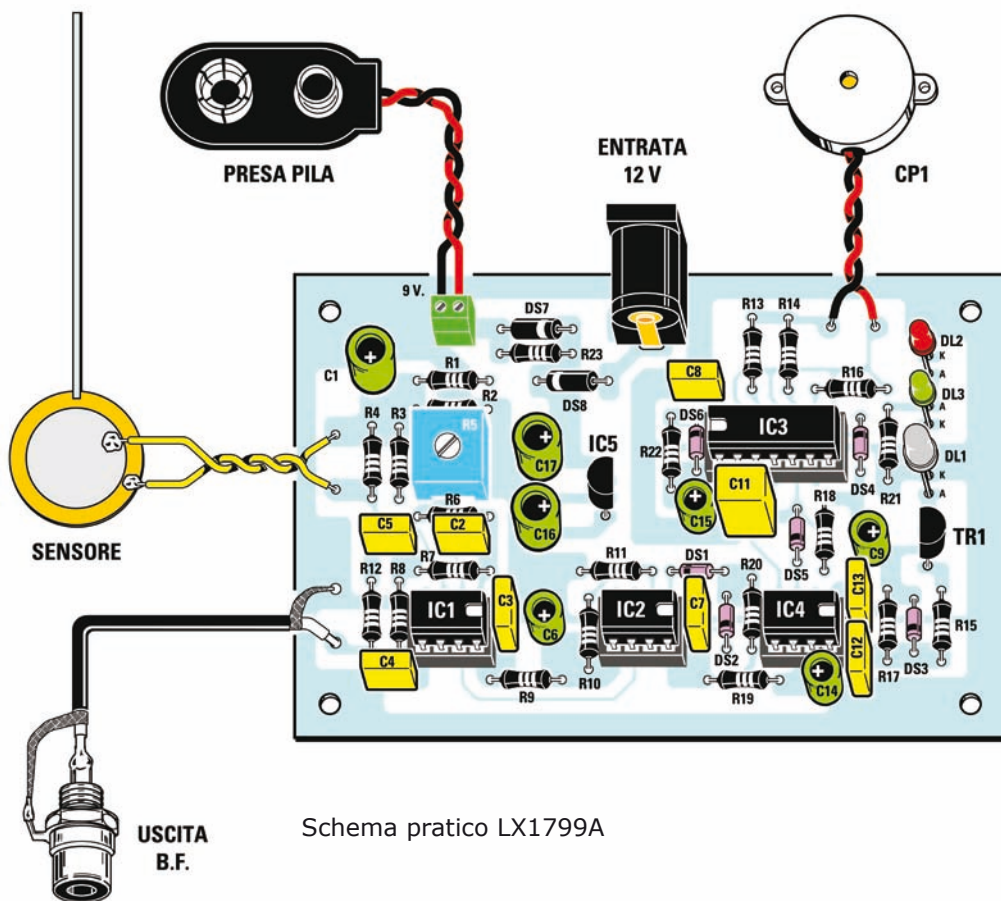 PRESA PILA
ENTRATA
12 V
CP1
9 V.
DS7
R13
R14
DL2
K
A
C1
R1
R23
C8
R16
DL3
A
K
R2
DS8
R4
R3
R5
DS6
IC3
IC5
R22
C17
DL1
K
A
C11
DS4
R21
R6
C16
C15
R18
C5
C2
C9
TR1
SENSORE
DS5
R12
R8
R7
R11
DS1
R20
C13
IC1
C3
C6
IC2
C7
IC4
R15
C4
R10
DS2
C12
R17
DS3
R9
R19
C14
Schema pratico LX1799A
USCITA
B.F.